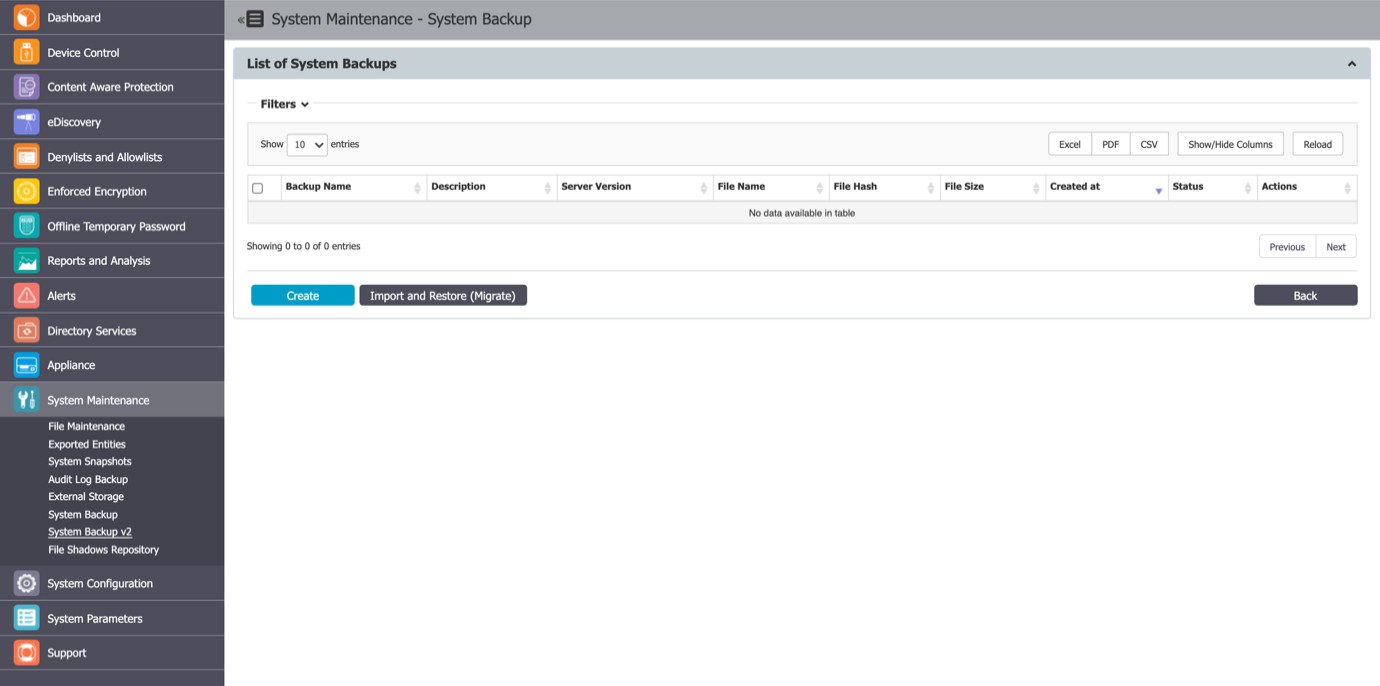 Dashboard
Device Control
Content Aware Protection
eDiscovery
Denylists and Allowlists
Enforced Encryption
Offline Temporary Password
Reports and Analysis
Alerts
Directory Services
Appliance
System Maintenance
File Maintenance
Exported Entities
System Snapshots
Audit Log Backup
External Storage
System Backup
System Backup v2
File Shadows Repository
System Configuration
System Parameters
Support
System Maintenance - System Backup
List of System Backups
Filters
Show 10 entries Excel PDF CSV Show/Hide Columns Reload
Backup Name Description Server Version File Name File Hash File Size Created at Status Actions
No data available in table
Showing 0 to 0 of 0 entries Previous Next
Create Import and Restore (Migrate) Back